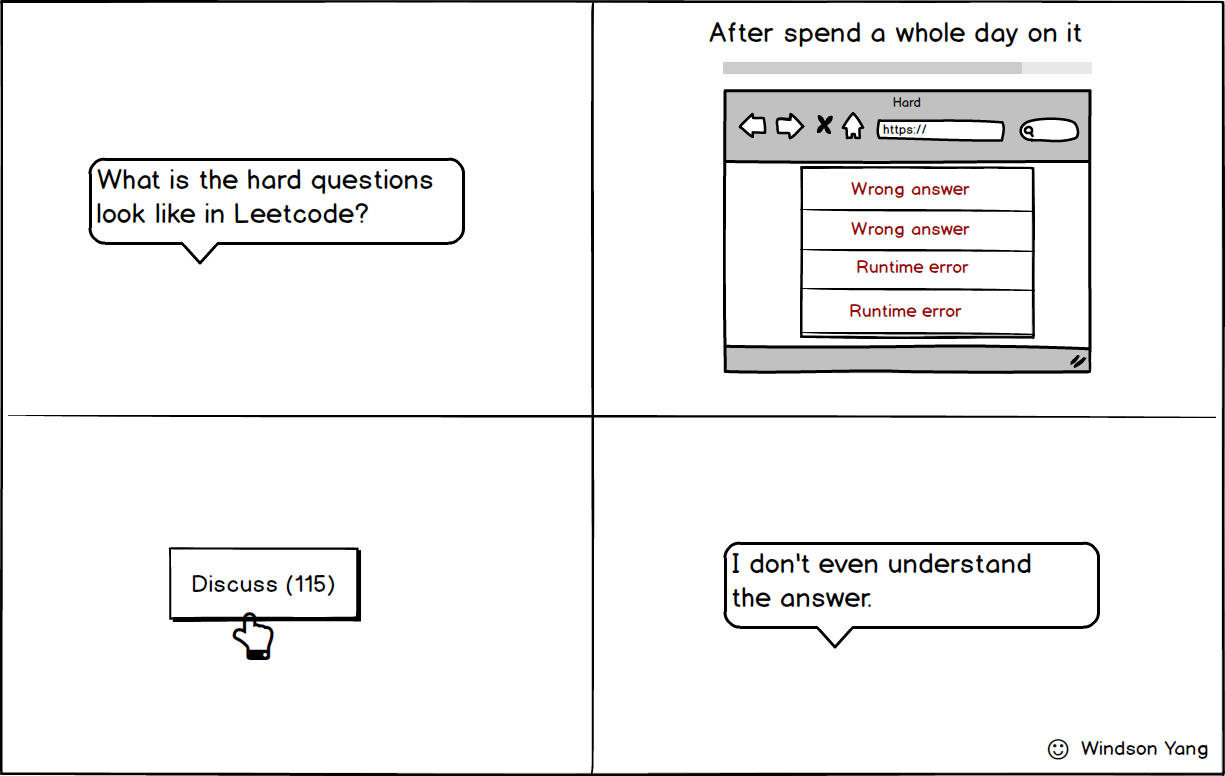 What is the hard questions
look like in Leetcode?
After spend a whole day on it
Hard
https://
Wrong answer
Wrong answer
Runtime error
Runtime error
Discuss (115)
I don't even understand
the answer.
Windson Yang